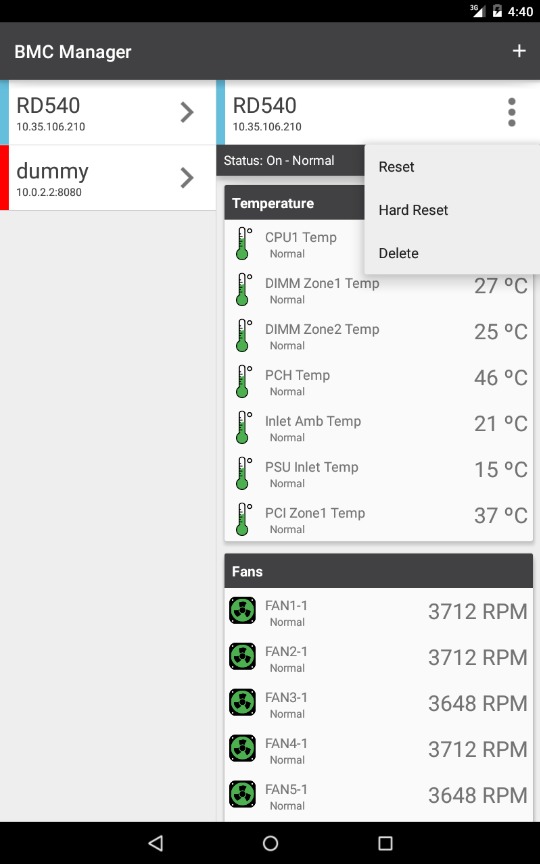 3G 4:40
BMC Manager +
RD540
10.35.106.210
dummy
10.0.2.2:8080
RD540
10.35.106.210
Status: On - Normal
Reset
Hard Reset
Delete
Temperature
CPU1 Temp
Normal
DIMM Zone1 Temp 27 ºC
Normal
DIMM Zone2 Temp 25 ºC
Normal
PCH Temp 46 ºC
Normal
Inlet Amb Temp 21 ºC
Normal
PSU Inlet Temp 15 ºC
Normal
PCI Zone1 Temp 37 ºC
Normal
Fans
FAN1-1 3712 RPM
Normal
FAN2-1 3712 RPM
Normal
FAN3-1 3648 RPM
Normal
FAN4-1 3712 RPM
Normal
FAN5-1 3648 RPM
Normal